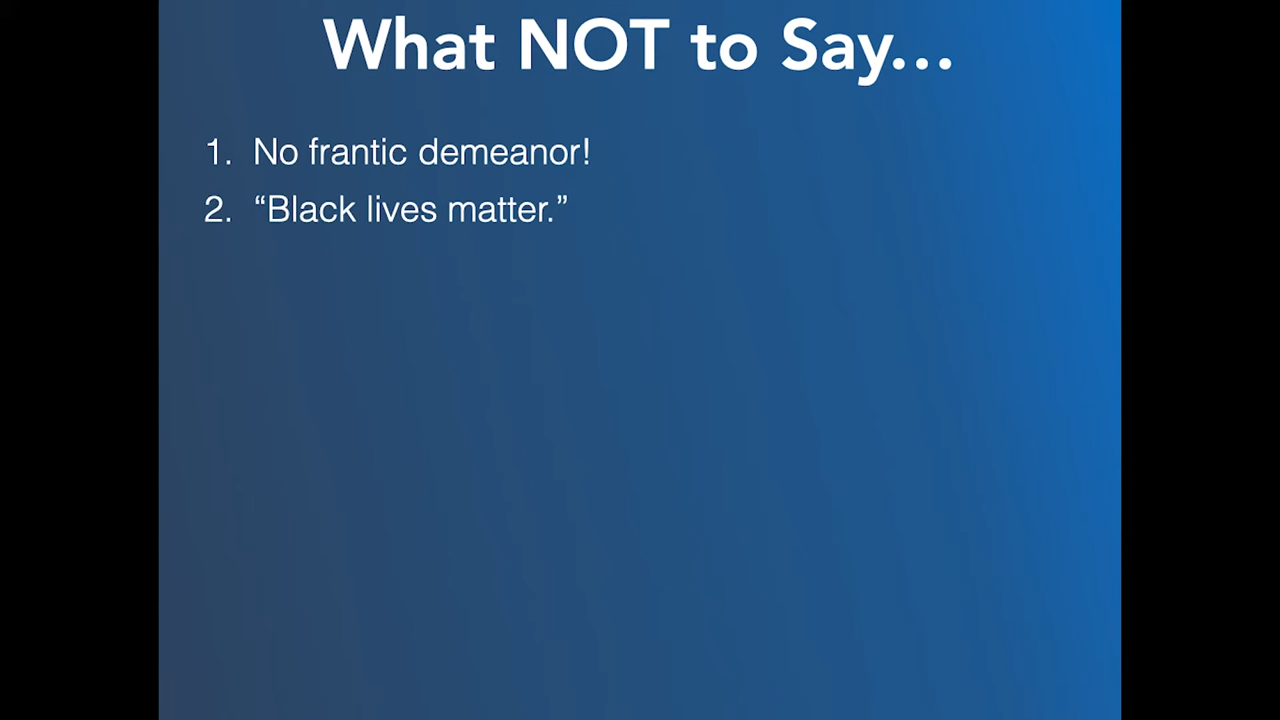 What NOT to Say…
1. No frantic demeanor!
2. “Black lives matter.”